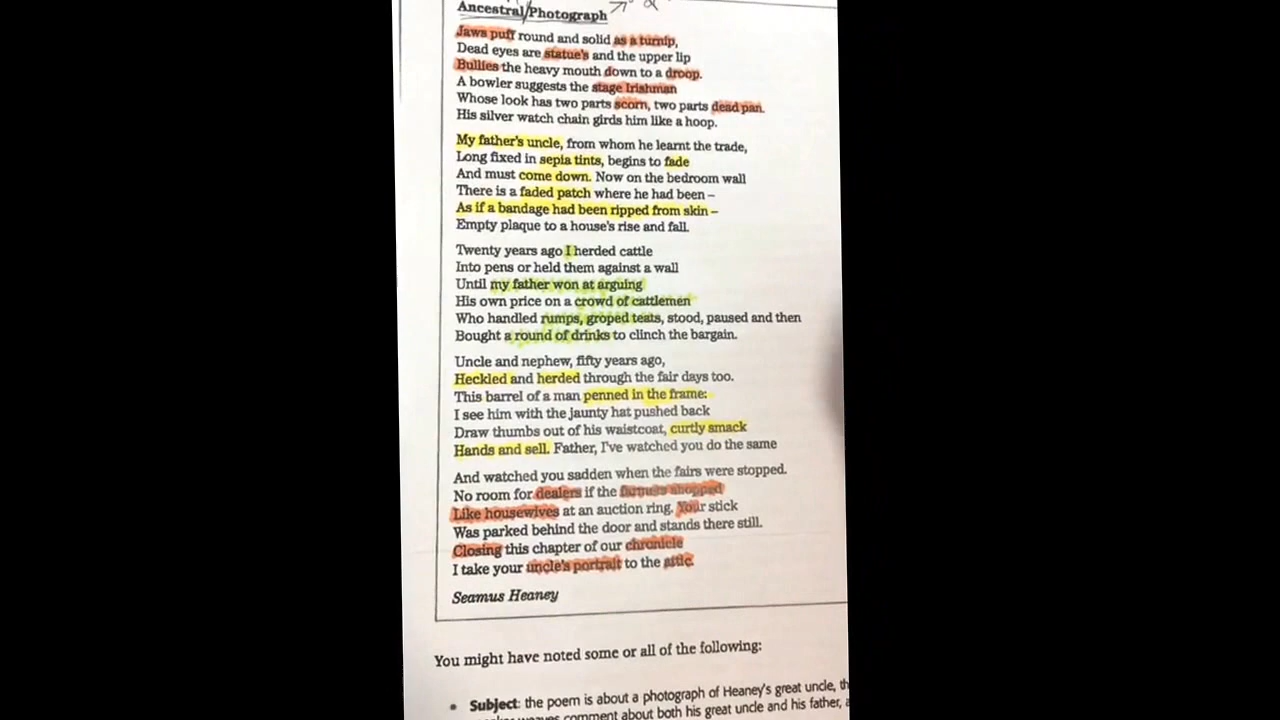 Ancestral/Photograph
Jaws puff round and solid as a turnip,
Dead eyes are statue's and the upper lip
Bullies the heavy mouth down to a droop.
A bowler suggests the stage Irishman
Whose look has two parts scorn, two parts dead pan.
His silver watch chain girds him like a hoop.
My father's uncle, from whom he learnt the trade,
Long fixed in sepia tints, begins to fade
And must come down. Now on the bedroom wall
There is a faded patch where he had been –
As if a bandage had been ripped from skin –
Empty plaque to a house's rise and fall.
Twenty years ago I herded cattle
Into pens or held them against a wall
Until my father won at arguing
His own price on a crowd of cattlemen
Who handled rumps, groped teats, stood, paused and then
Bought a round of drinks to clinch the bargain.
Uncle and nephew, fifty years ago,
Heckled and herded through the fair days too.
This barrel of a man penned in the frame:
I see him with the jaunty hat pushed back
Draw thumbs out of his waistcoat, curtly smack
Hands and sell. Father, I've watched you do the same
And watched you sadden when the fairs were stopped.
No room for dealers if the farmers shopped
Like housewives at an auction ring. Your stick
Was parked behind the door and stands there still.
Closing this chapter of our chronicle
I take your uncle's portrait to the attic.
Seamus Heaney
You might have noted some or all of the following:
• Subject: the poem is about a photograph of Heaney's great uncle, th
weaves comment about both his great uncle and his father, a